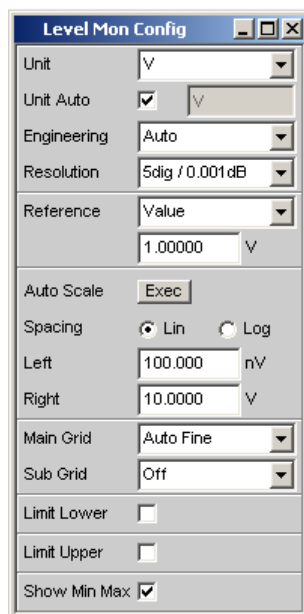 Level Mon Config
Unit V
Unit Auto V
Engineering Auto
Resolution 5dig / 0.001dB
Reference Value
1.00000 V
Auto Scale Exec
Spacing Lin Log
Left 100.000 nV
Right 10.0000 V
Main Grid Auto Fine
Sub Grid Off
Limit Lower
Limit Upper
Show Min Max